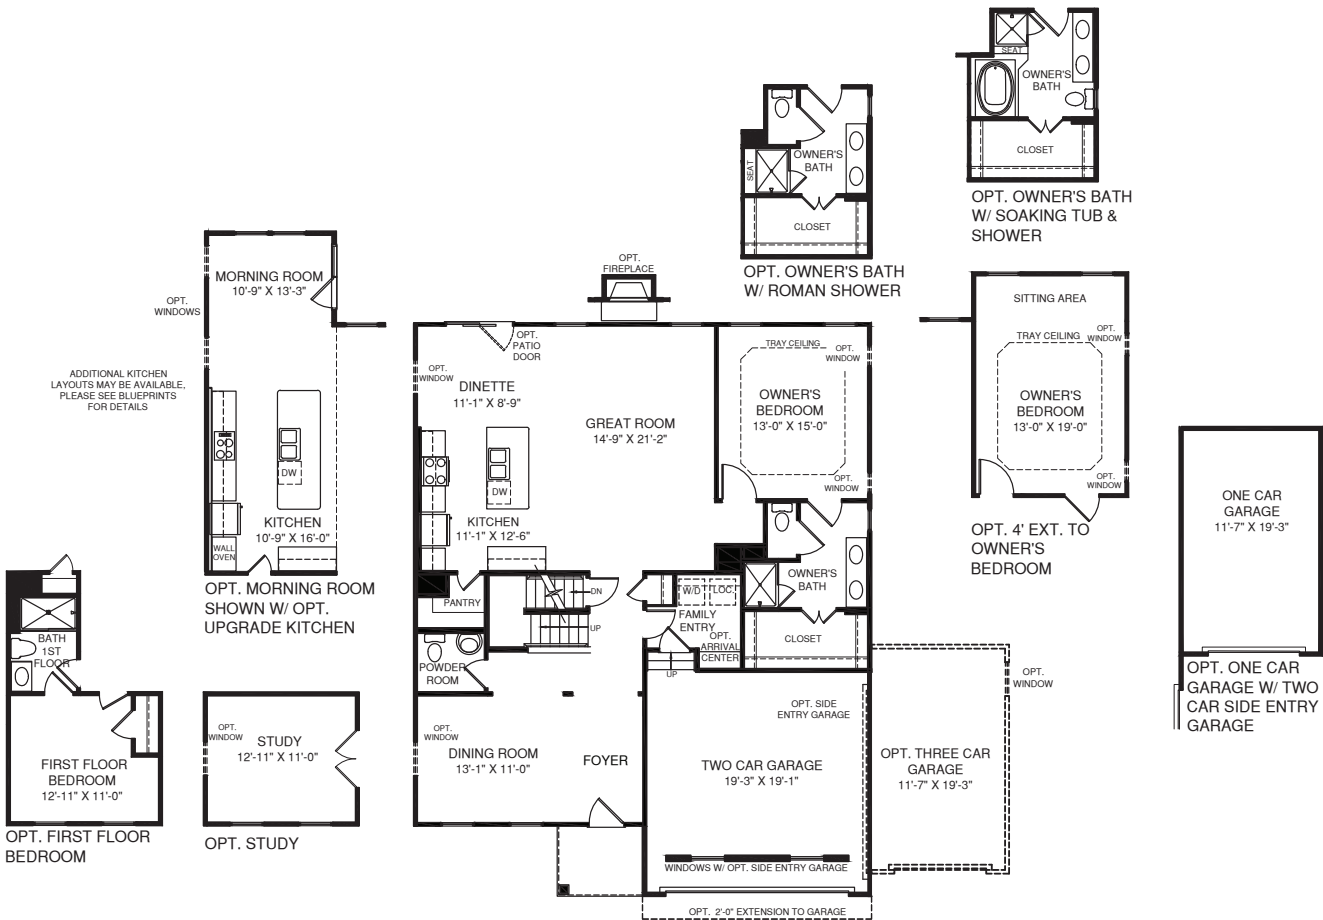 SEAT
OWNER'S
BATH
CLOSET
OPT. OWNER'S BATH
W/ SOAKING TUB &
SHOWER
SEAT
OWNER'S
BATH
CLOSET
OPT. OWNER'S BATH
W/ ROMAN SHOWER
MORNING ROOM
10'-9" X 13'-3"
OPT.
WINDOWS
ADDITIONAL KITCHEN
LAYOUTS MAY BE AVAILABLE,
PLEASE SEE BLUEPRINTS
FOR DETAILS
DW
KITCHEN
10'-9" X 16'-0"
WALL
OVEN
OPT. MORNING ROOM
SHOWN W/ OPT.
UPGRADE KITCHEN
OPT.
FIREPLACE
OPT.
PATIO
DOOR
OPT.
WINDOW
DINETTE
11'-1" X 8'-9"
GREAT ROOM
14'-9" X 21'-2"
DW
KITCHEN
11'-1" X 12'-6"
TRAY CEILING
OPT.
WINDOW
OWNER'S
BEDROOM
13'-0" X 15'-0"
OPT.
WINDOW
OWNER'S
BATH
CLOSET
PANTRY
DN
UP
W/D
LOC.
FAMILY
ENTRY
OPT.
ARRIVAL
CENTER
UP
POWDER
ROOM
OPT.
WINDOW
DINING ROOM
13'-1" X 11'-0"
FOYER
OPT. SIDE
ENTRY GARAGE
TWO CAR GARAGE
19'-3" X 19'-1"
WINDOWS W/ OPT. SIDE ENTRY GARAGE
OPT. 2'-0" EXTENSION TO GARAGE
OPT. THREE CAR
GARAGE
11'-7" X 19'-3"
OPT.
WINDOW
SITTING AREA
TRAY CEILING
OPT.
WINDOW
OWNER'S
BEDROOM
13'-0" X 19'-0"
OPT.
WINDOW
OPT. 4' EXT. TO
OWNER'S
BEDROOM
ONE CAR
GARAGE
11'-7" X 19'-3"
OPT. ONE CAR
GARAGE W/ TWO
CAR SIDE ENTRY
GARAGE
BATH
1ST
FLOOR
FIRST FLOOR
BEDROOM
12'-11" X 11'-0"
OPT. FIRST FLOOR
BEDROOM
OPT.
WINDOW
STUDY
12'-11" X 11'-0"
OPT. STUDY